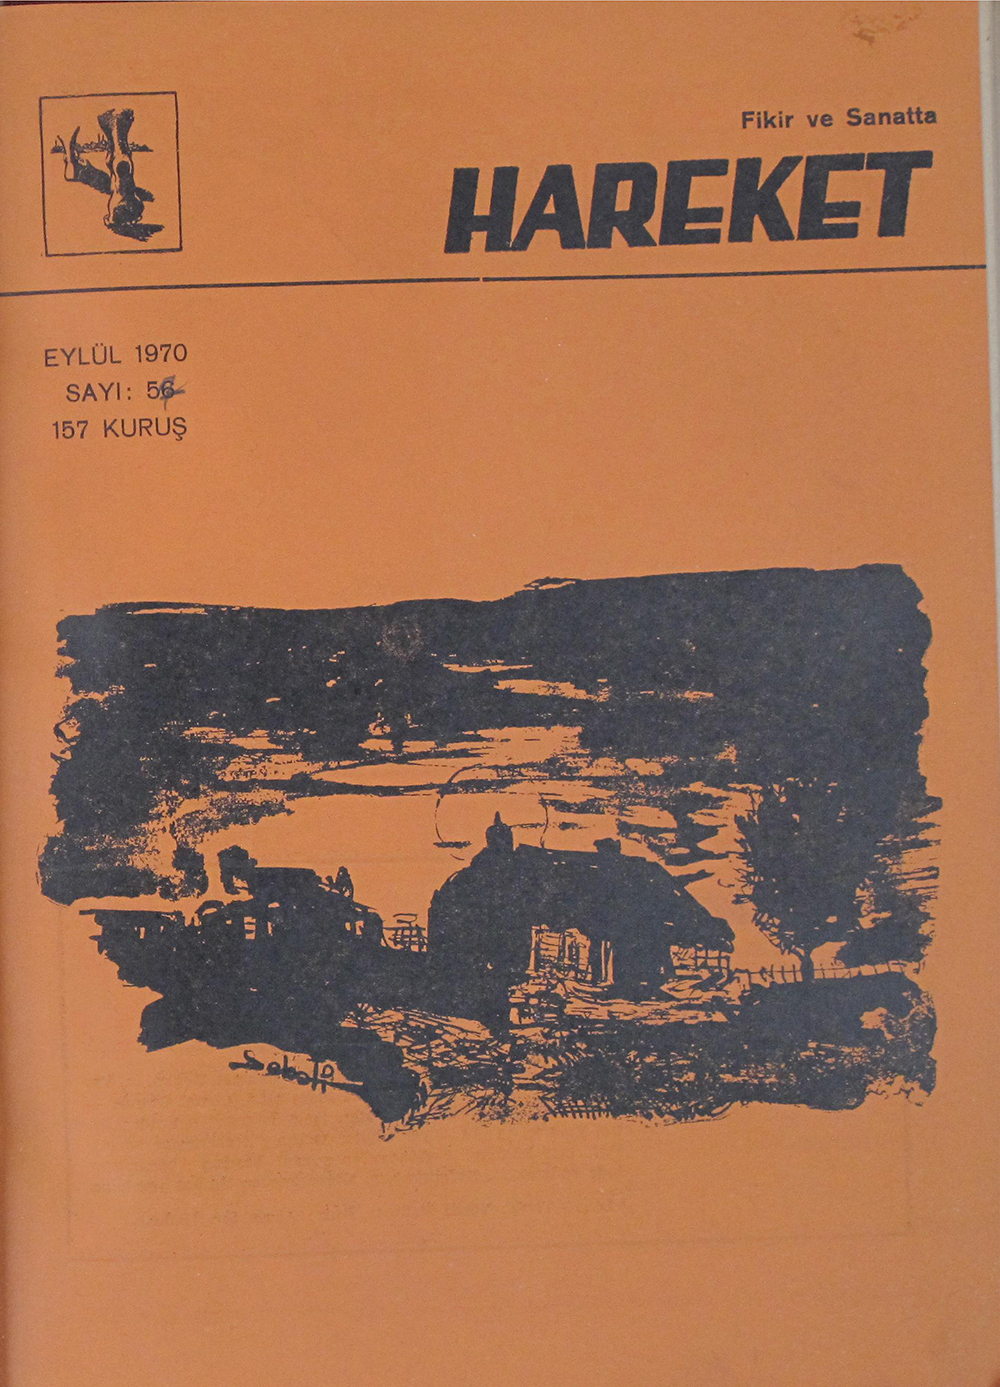 Fikir ve Sanatta
HAREKET
EYLÜL 1970
SAYI: 56
157 KURUŞ